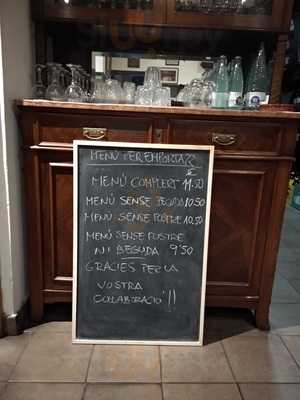 MENÚ PER EMPORTAR
€
MENÚ COMPLERT 11.50
MENÚ SENSE BEGUDA 10.50
MENÚ SENSE POSTRE 10.50
MENÚ SENSE POSTRE
NI BEGUDA 9'50
GRÀCIES PER LA
VOSTRA
COLLABORACIÓ!!